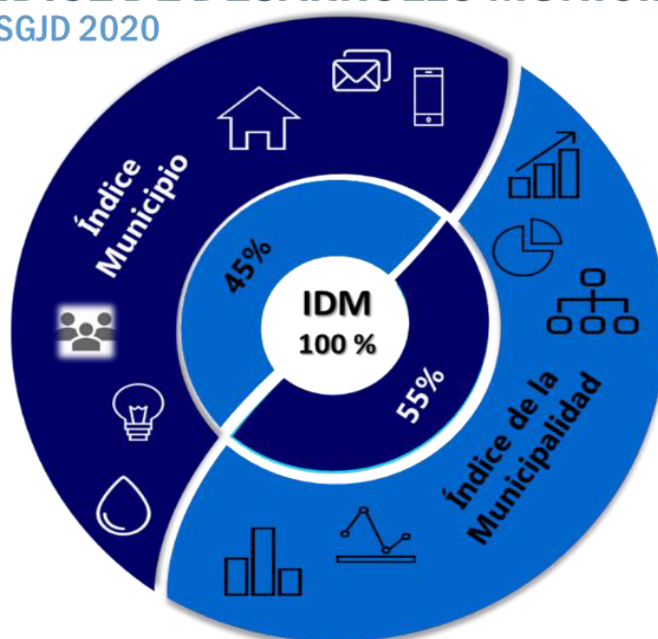 SGJD 2020
Índice
Municipio
45%
IDM
100 %
55%
Índice de la
Municipalidad